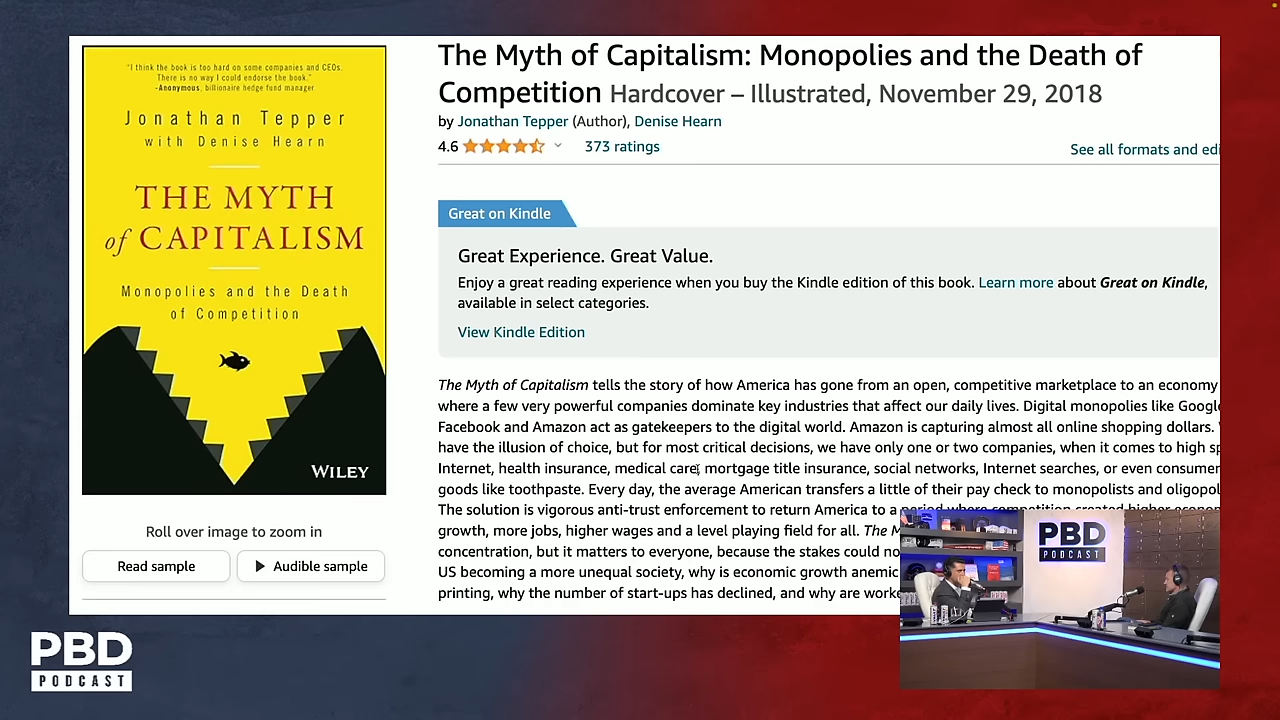 "I think the book is too hard on some companies and CEOs.
There is no way I could endorse the book."
-Anonymous, billionaire hedge fund manager
Jonathan Tepper
with Denise Hearn
THE MYTH
of CAPITALISM
Monopolies and the Death
of Competition
WILEY
Roll over image to zoom in
Read sample
Audible sample
The Myth of Capitalism: Monopolies and the Death of
Competition Hardcover – Illustrated, November 29, 2018
by Jonathan Tepper (Author), Denise Hearn
4.6 373 ratings
See all formats and edi
Great on Kindle
Great Experience. Great Value.
Enjoy a great reading experience when you buy the Kindle edition of this book. Learn more about Great on Kindle,
available in select categories.
View Kindle Edition
The Myth of Capitalism tells the story of how America has gone from an open, competitive marketplace to an economy
where a few very powerful companies dominate key industries that affect our daily lives. Digital monopolies like Google
Facebook and Amazon act as gatekeepers to the digital world. Amazon is capturing almost all online shopping dollars.
have the illusion of choice, but for most critical decisions, we have only one or two companies, when it comes to high sp
Internet, health insurance, medical care, mortgage title insurance, social networks, Internet searches, or even consumer
goods like toothpaste. Every day, the average American transfers a little of their pay check to monopolists and oligopol
The solution is vigorous anti-trust enforcement to return America to a period where competition created higher econom
growth, more jobs, higher wages and a level playing field for all. The M
concentration, but it matters to everyone, because the stakes could no
US becoming a more unequal society, why is economic growth anemic
printing, why the number of start-ups has declined, and why are worke
PBD
PODCAST
PBD
PODCAST